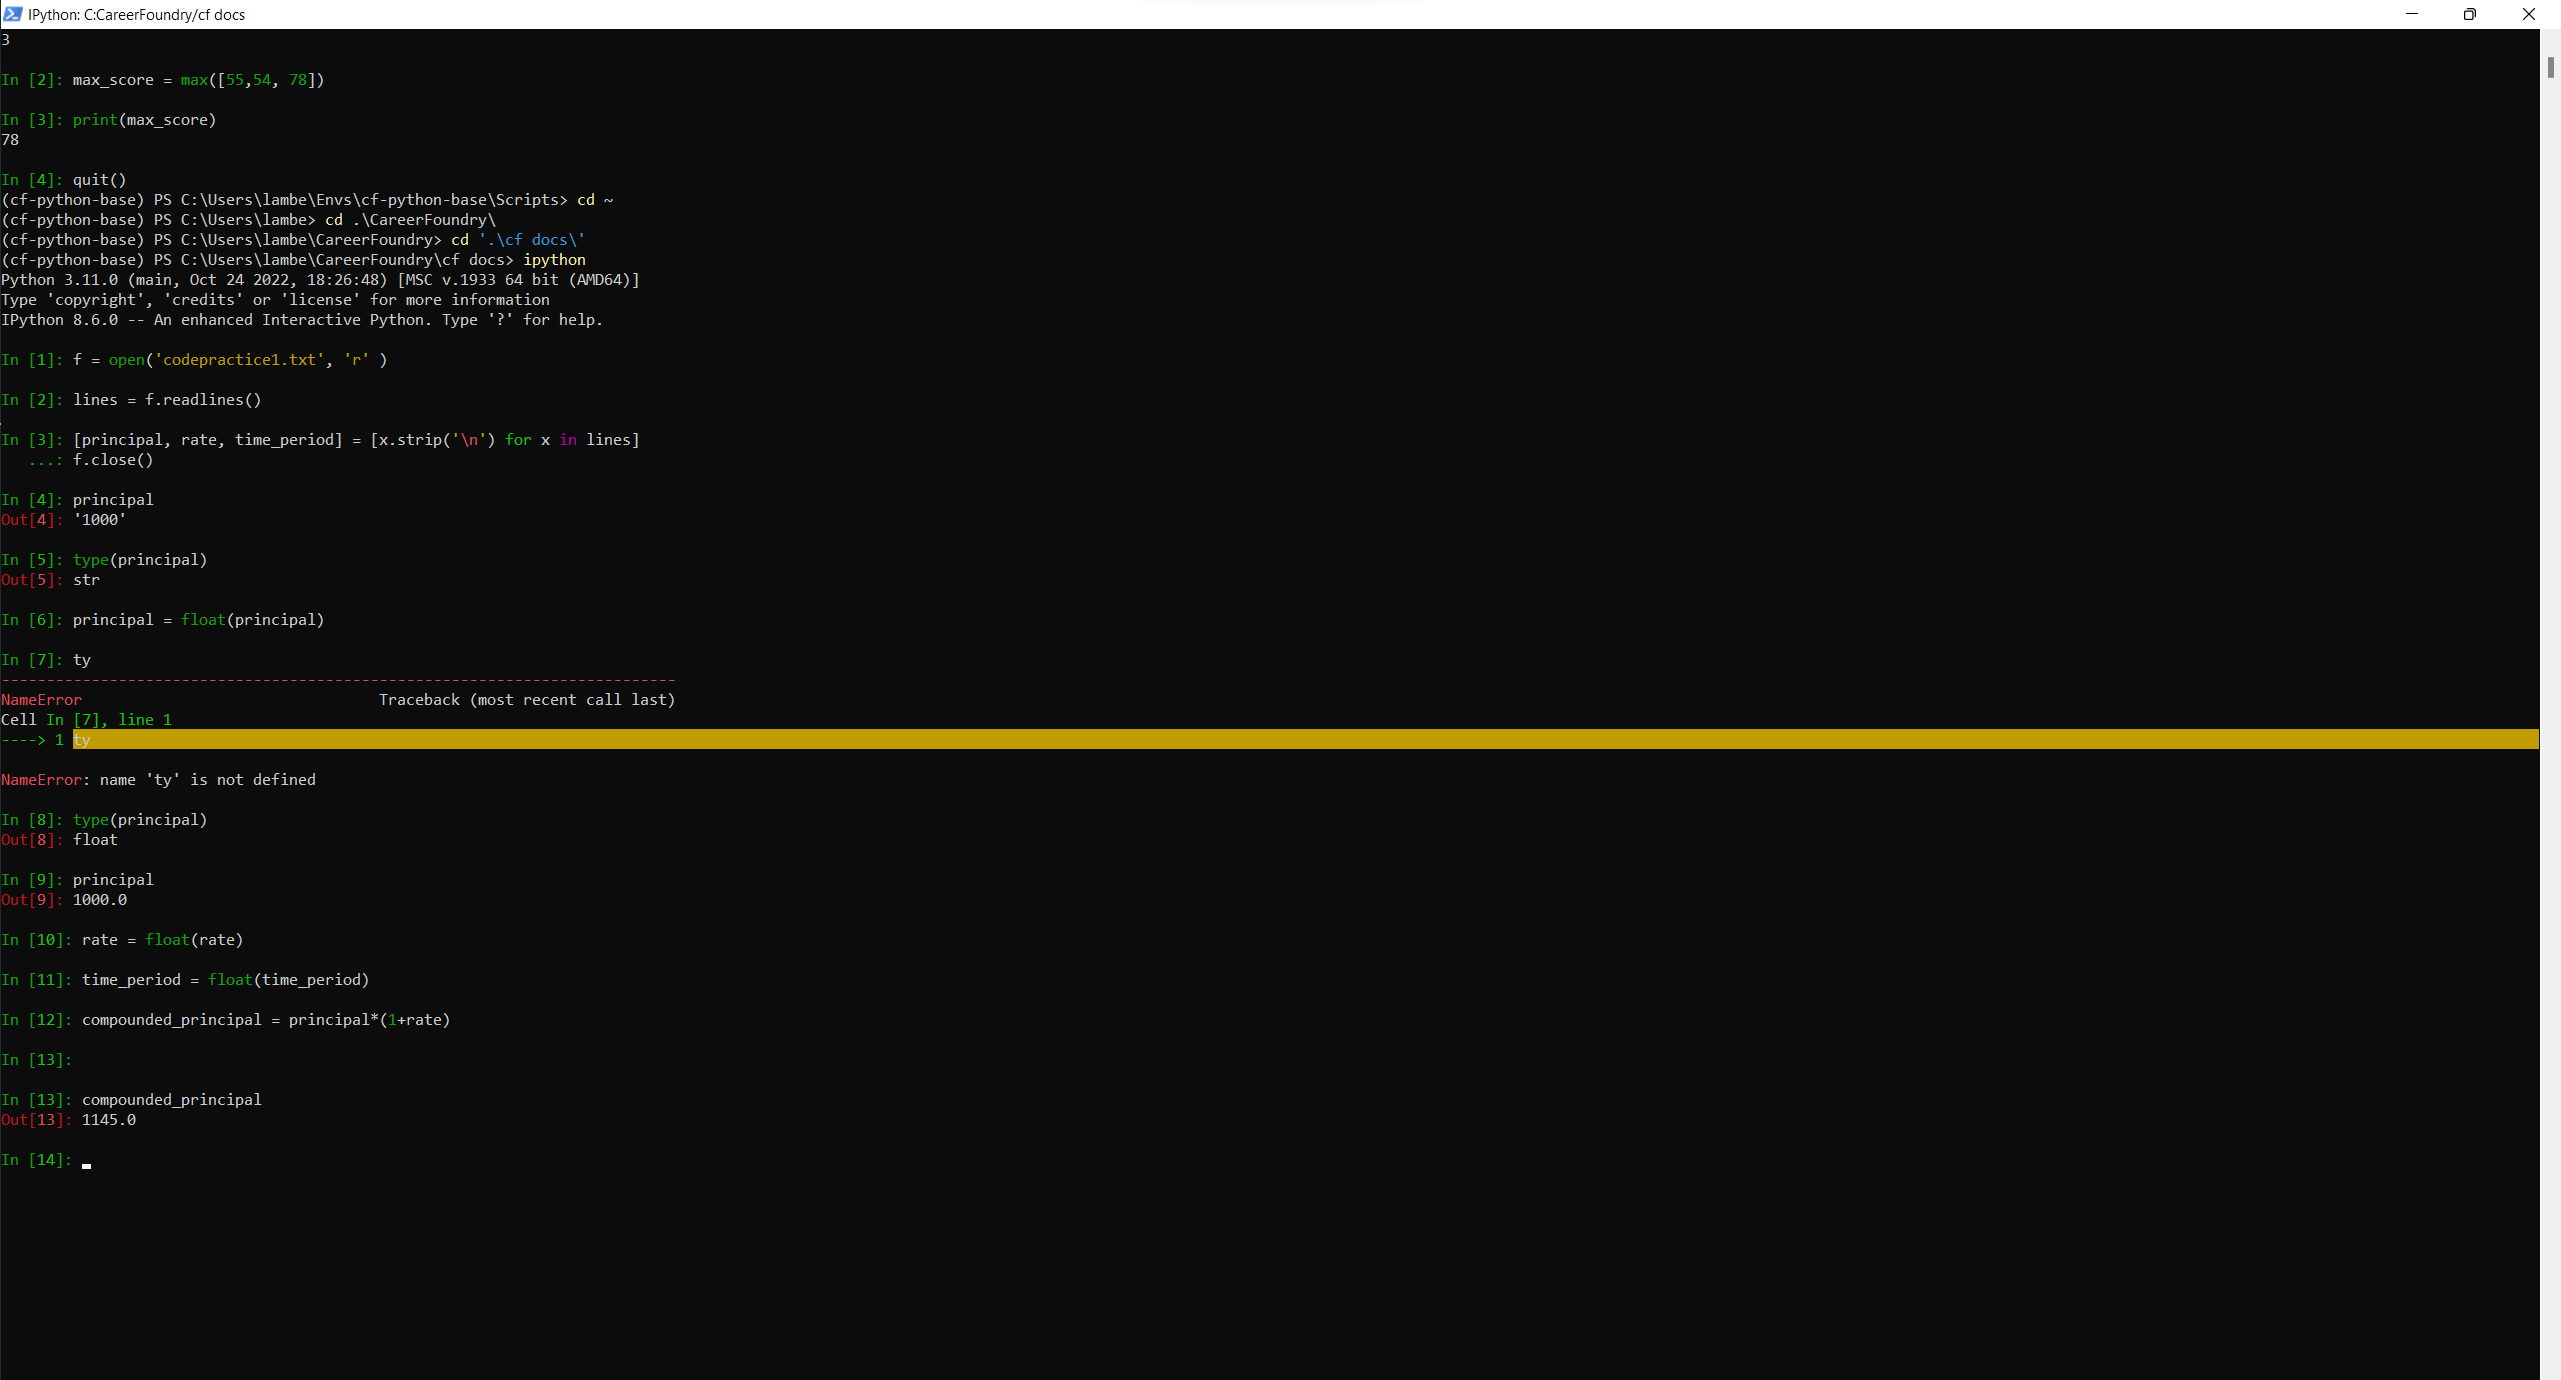 IPython: C:CareerFoundry/cf docs
3
In [2]: max_score = max([55,54, 78])
In [3]: print(max_score)
78
In [4]: quit()
(cf-python-base) PS C:\Users\lambe\Envs\cf-python-base\Scripts> cd ~
(cf-python-base) PS C:\Users\lambe> cd .\CareerFoundry\
(cf-python-base) PS C:\Users\lambe\CareerFoundry> cd '.\cf docs\'
(cf-python-base) PS C:\Users\lambe\CareerFoundry\cf docs> ipython
Python 3.11.0 (main, Oct 24 2022, 18:26:48) [MSC v.1933 64 bit (AMD64)]
Type 'copyright', 'credits' or 'license' for more information
IPython 8.6.0 -- An enhanced Interactive Python. Type '?' for help.
In [1]: f = open('codepractice1.txt', 'r' )
In [2]: lines = f.readlines()
In [3]: [principal, rate, time_period] = [x.strip('\n') for x in lines]
   ...: f.close()
In [4]: principal
Out[4]: '1000'
In [5]: type(principal)
Out[5]: str
In [6]: principal = float(principal)
In [7]: ty
---------------------------------------------------------------------------
NameError                                 Traceback (most recent call last)
Cell In [7], line 1
----> 1 ty
NameError: name 'ty' is not defined
In [8]: type(principal)
Out[8]: float
In [9]: principal
Out[9]: 1000.0
In [10]: rate = float(rate)
In [11]: time_period = float(time_period)
In [12]: compounded_principal = principal*(1+rate)
In [13]:
In [13]: compounded_principal
Out[13]: 1145.0
In [14]: